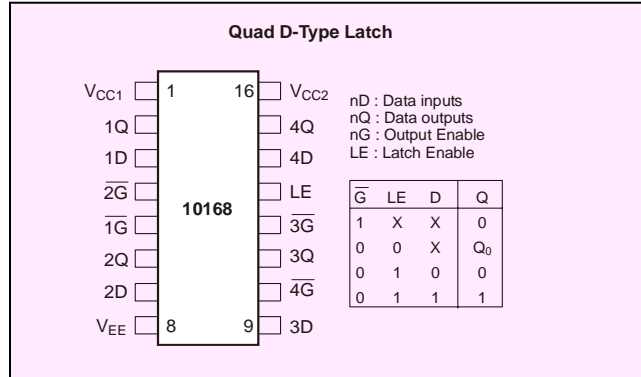 Quad D-Type Latch
VCC1 1 16 VCC2
1Q 4Q
1D 4D
2G̅ LE
1G̅ 3G̅
10168
2Q 3Q
2D 4G̅
VEE 8 9 3D
nD : Data inputs
nQ : Data outputs
nG : Output Enable
LE : Latch Enable
G̅ LE D Q
1 X X 0
0 0 X Q₀
0 1 0 0
0 1 1 1